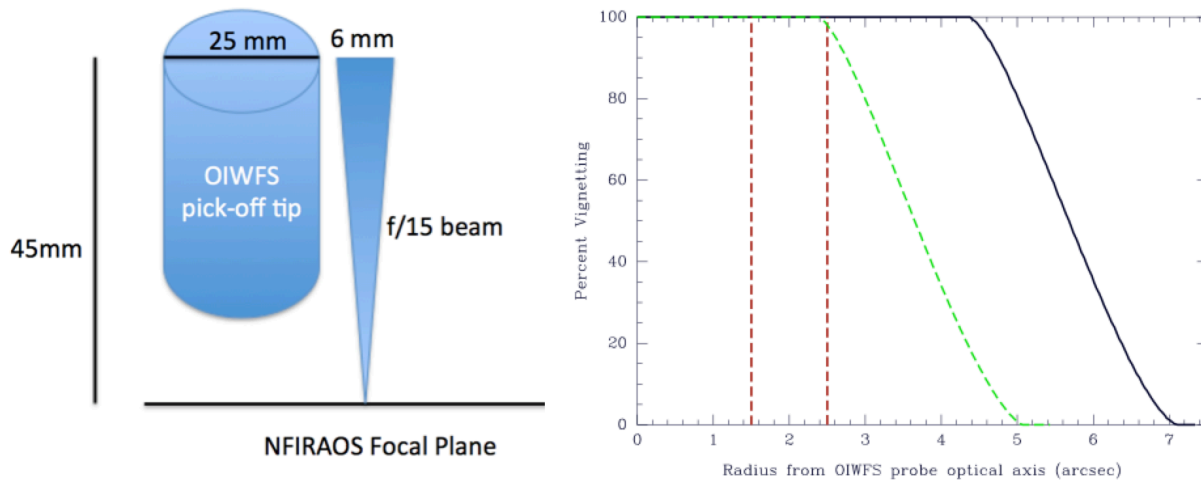 25 mm
6 mm
OIWFS
pick-off tip
f/15 beam
45mm
NFIRAOS Focal Plane
Percent Vignetting
100
80
60
40
20
0
0 1 2 3 4 5 6 7
Radius from OIWFS probe optical axis (arcsec)